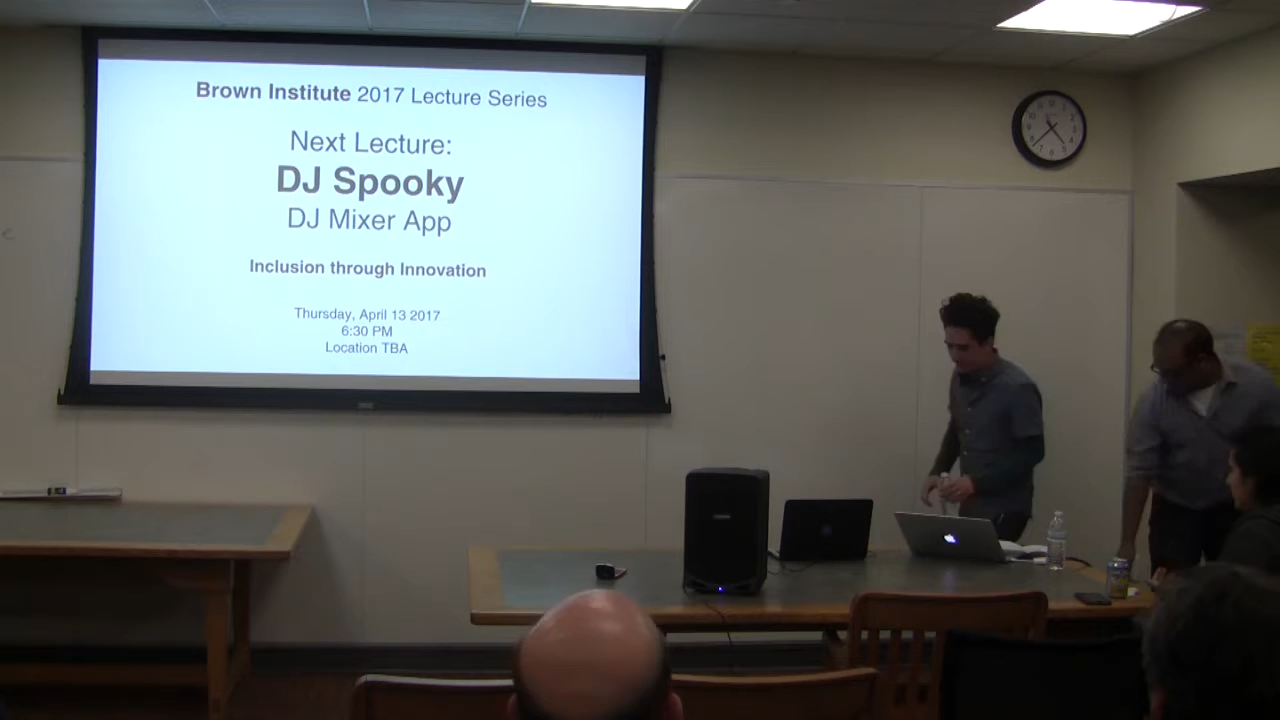 Brown Institute 2017 Lecture Series
Next Lecture:
DJ Spooky
DJ Mixer App
Inclusion through Innovation
Thursday, April 13 2017
6:30 PM
Location TBA